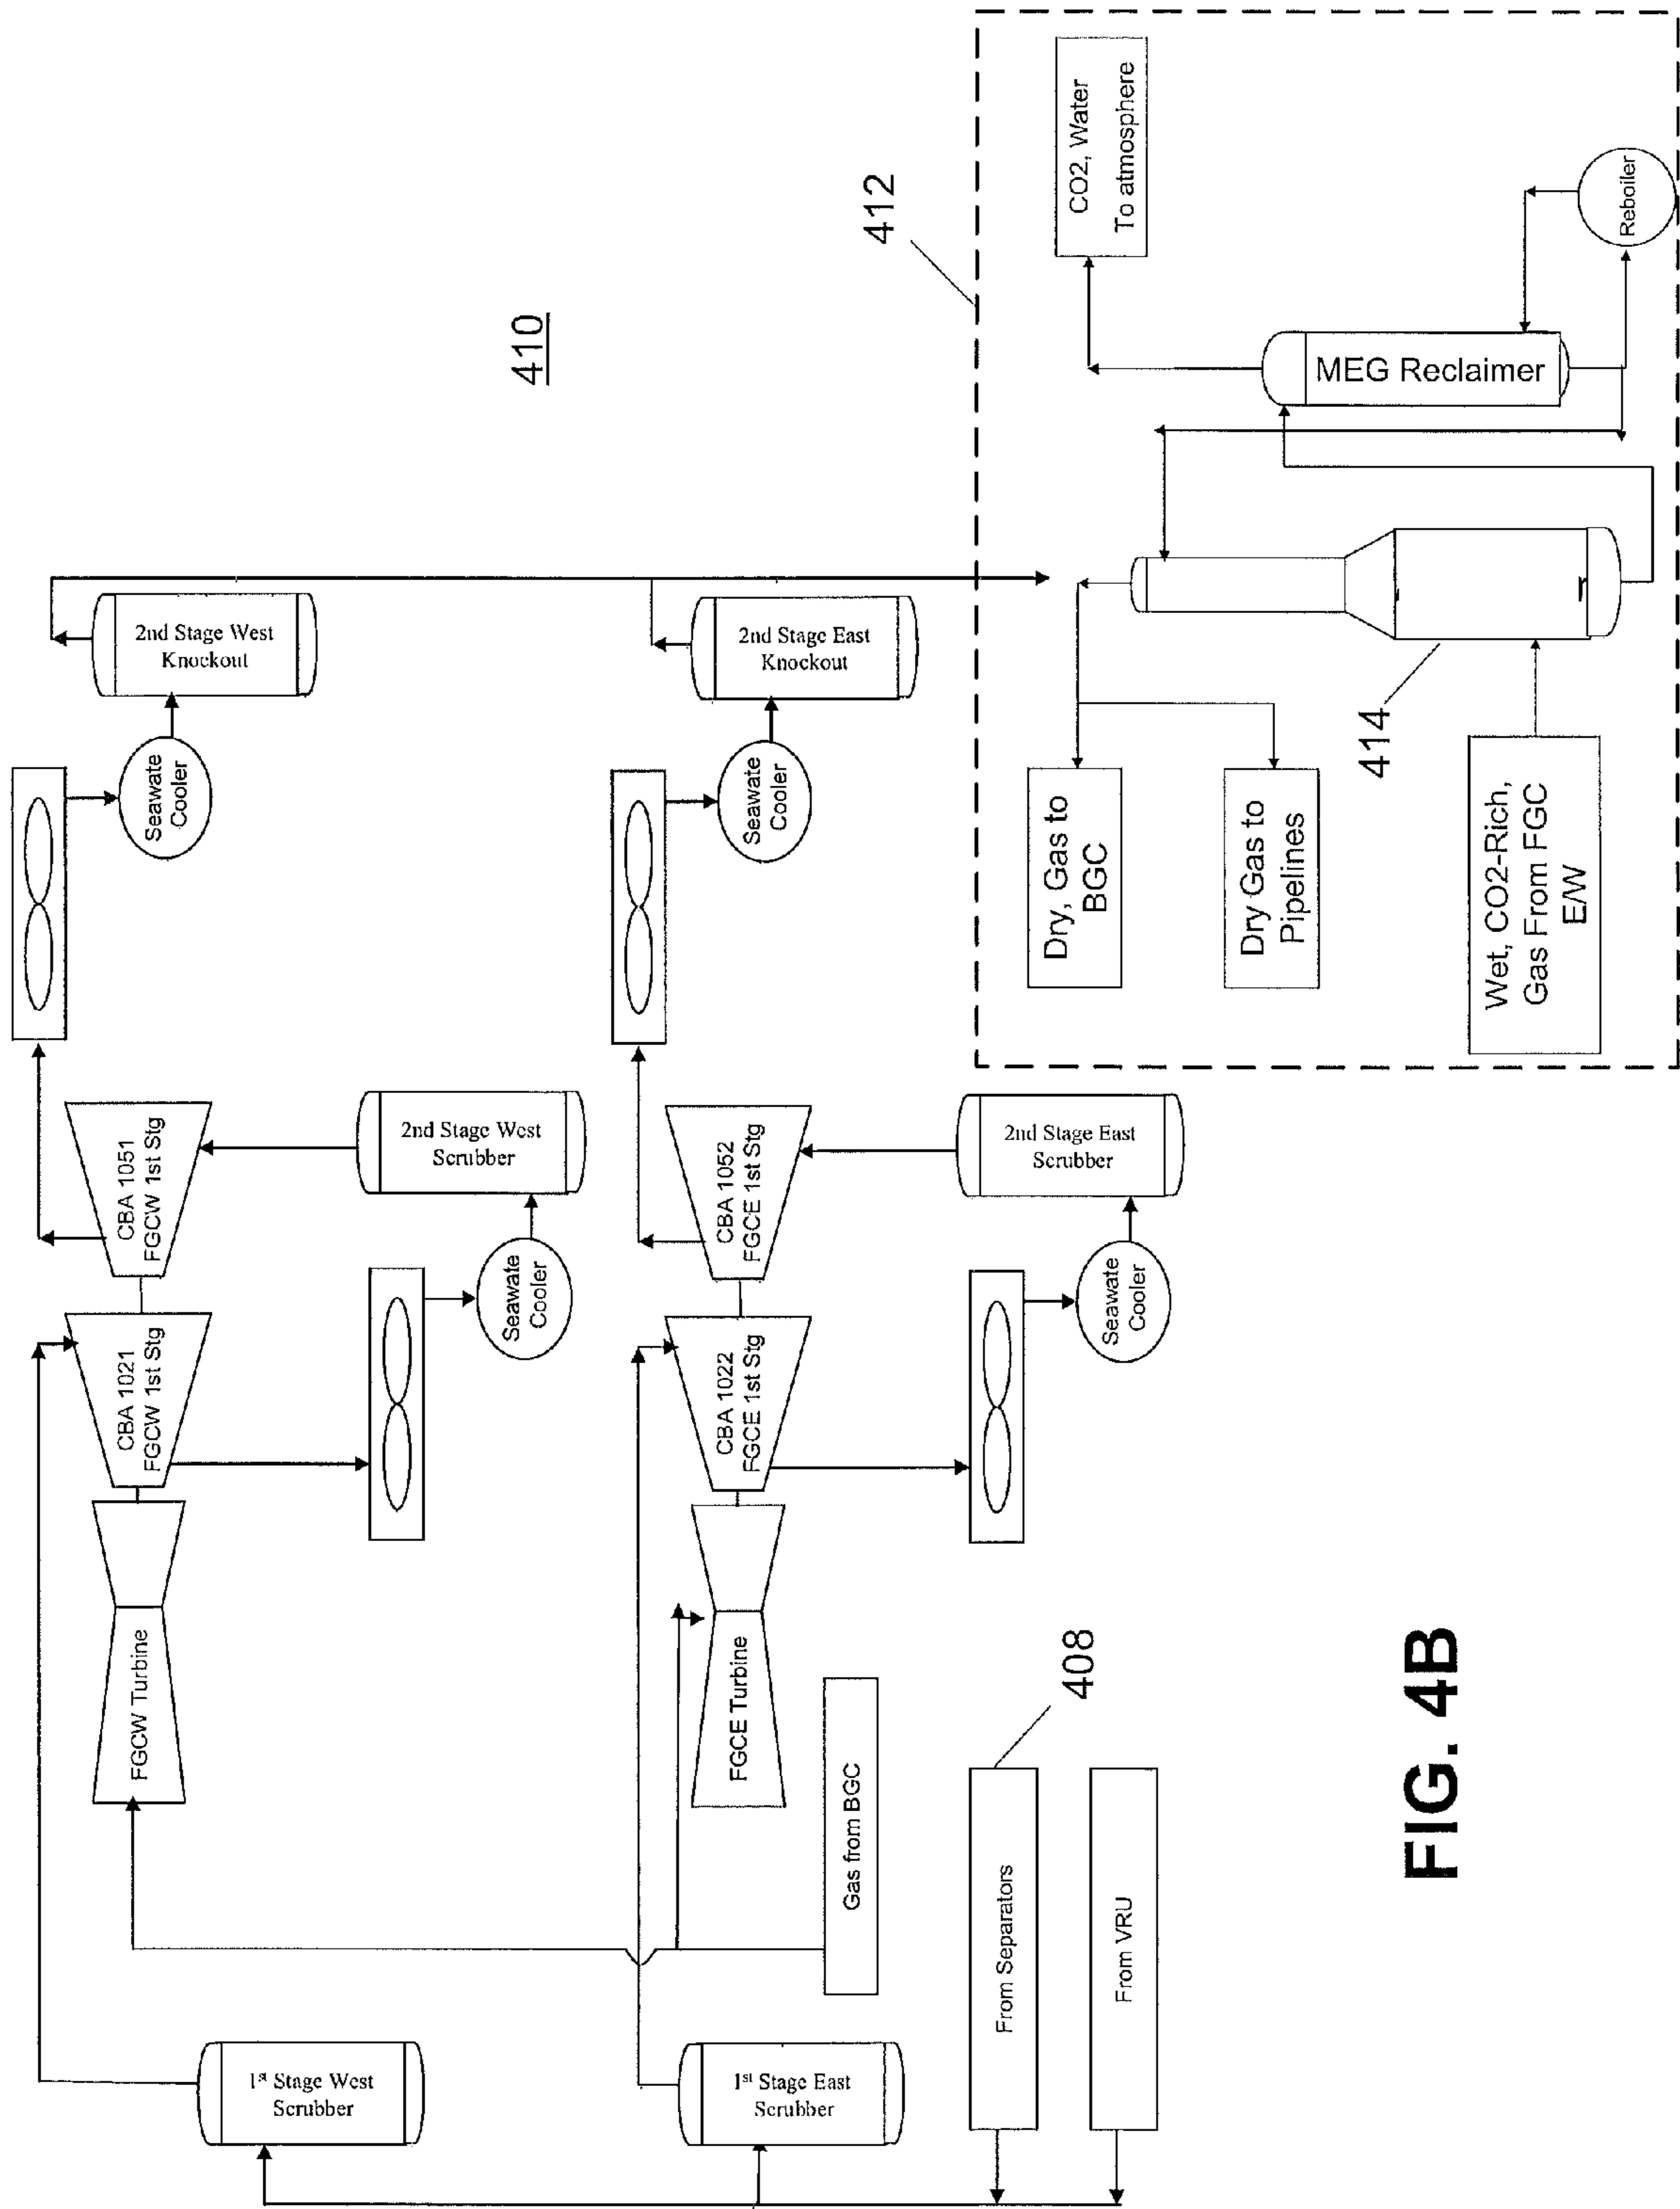 1st Stage West
Scrubber
FGCW Turbine
CBA 1021
FGCW 1st Stg
CBA 1051
FGCW 1st Stg
Seawate
Cooler
2nd Stage West
Knockout
Seawate
Cooler
2nd Stage West
Scrubber
410
1st Stage East
Scrubber
FGCE Turbine
CBA 1022
FGCE 1st Stg
CBA 1052
FGCE 1st Stg
Seawate
Cooler
2nd Stage East
Knockout
Gas from BGC
Seawate
Cooler
2nd Stage East
Scrubber
From Separators
408
From VRU
412
Dry, Gas to
BGC
Dry Gas to
Pipelines
Wet, CO2-Rich,
Gas From FGC
E/W
414
CO2, Water
To atmosphere
MEG Reclaimer
Reboiler
FIG. 4B